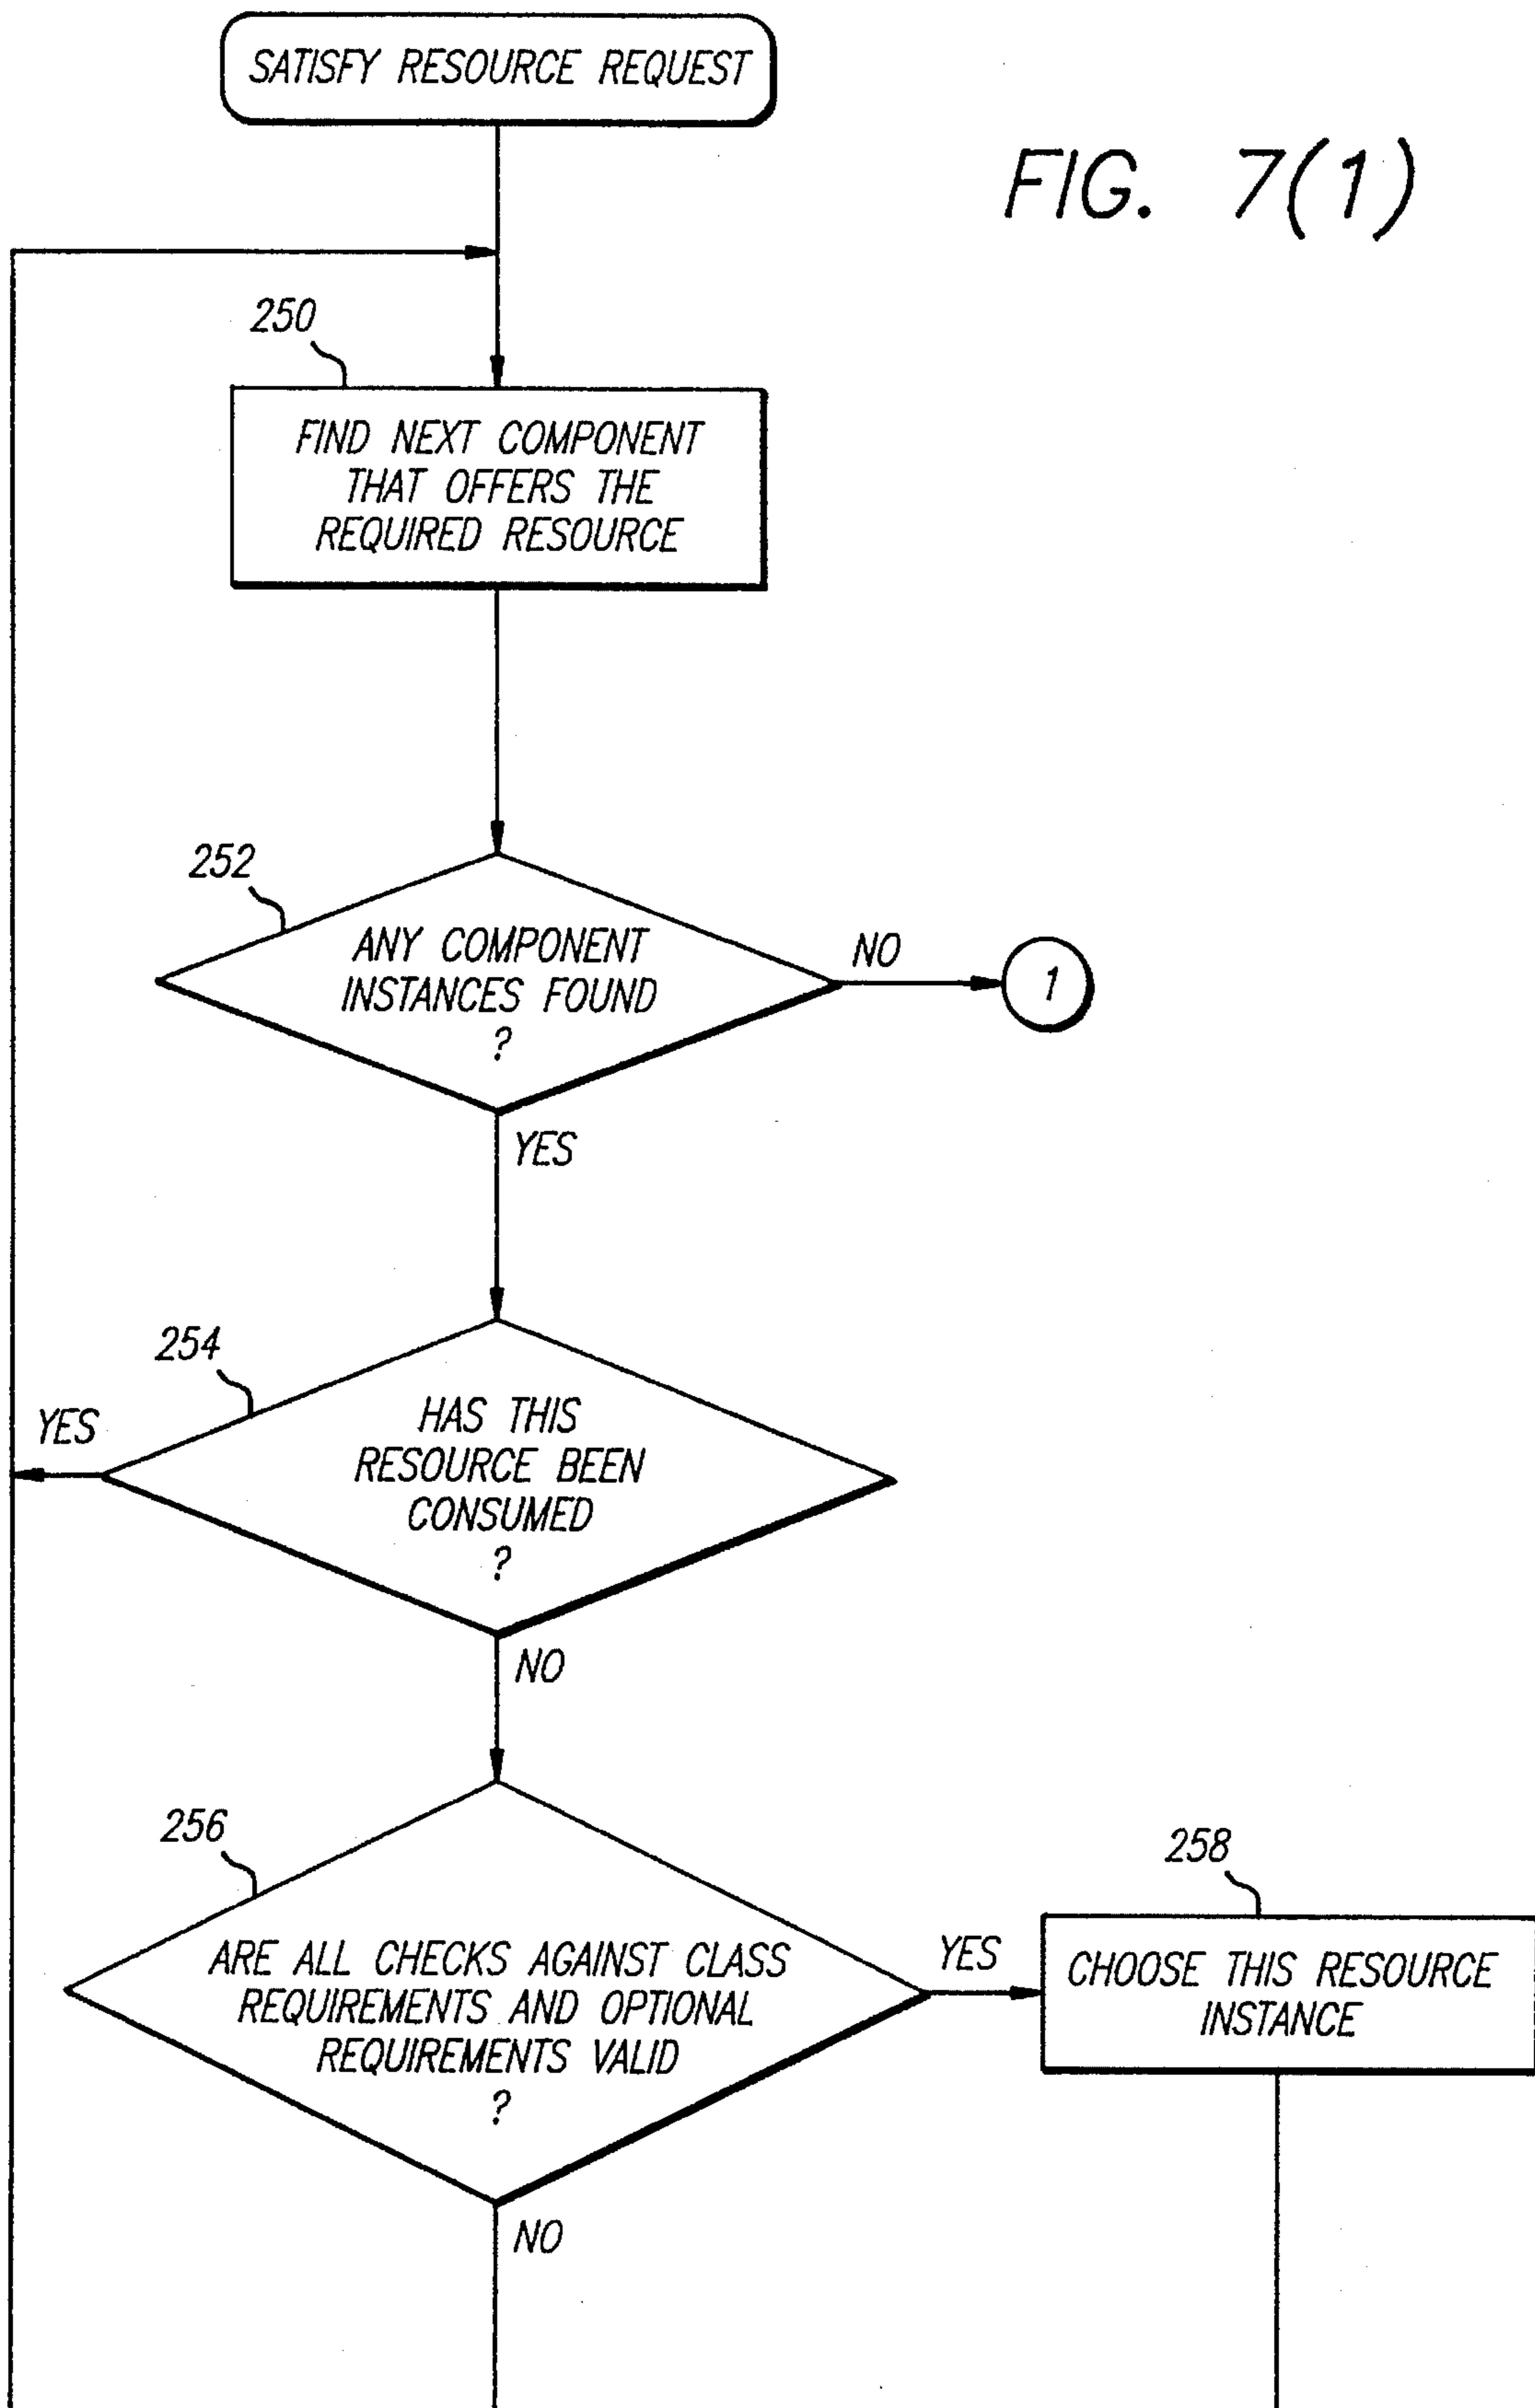 SATISFY RESOURCE REQUEST
FIG. 7(1)
250
FIND NEXT COMPONENT
THAT OFFERS THE
REQUIRED RESOURCE
252
ANY COMPONENT
INSTANCES FOUND
?
NO
1
YES
254
YES
HAS THIS
RESOURCE BEEN
CONSUMED
?
NO
256
ARE ALL CHECKS AGAINST CLASS
REQUIREMENTS AND OPTIONAL
REQUIREMENTS VALID
?
YES
258
CHOOSE THIS RESOURCE
INSTANCE
NO